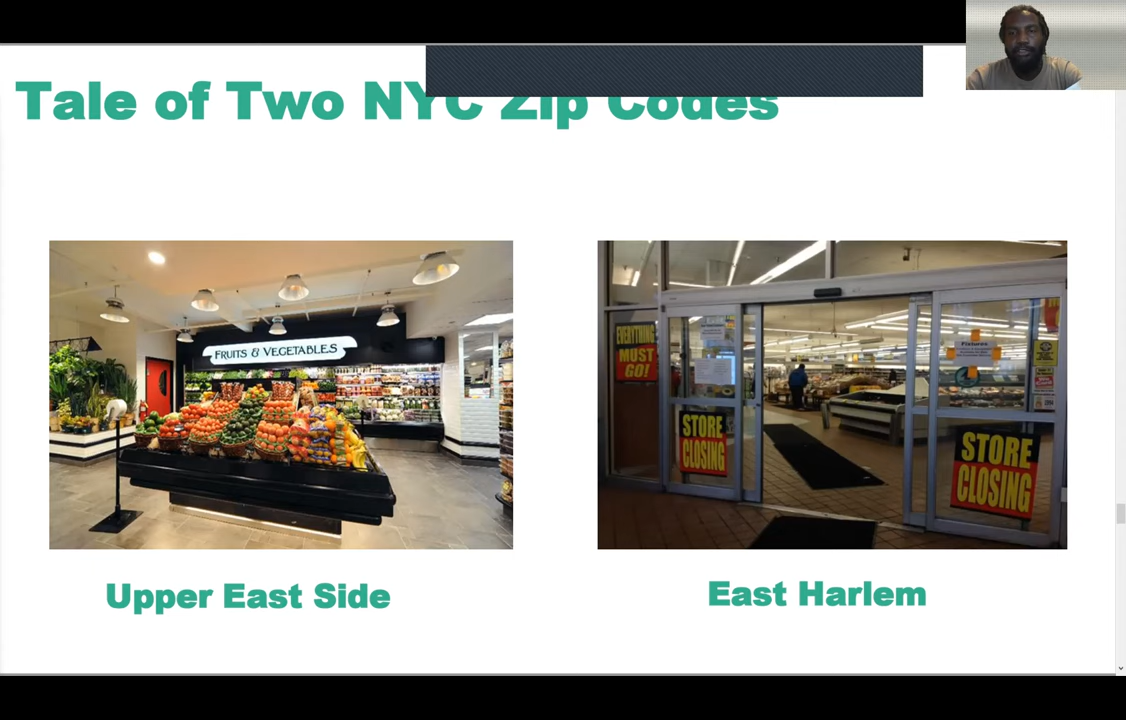 Tale of Two NYC Zip Codes
FRUITS & VEGETABLES
EVERYTHING
MUST
GO!
STORE
CLOSING
Fixtures
STORE
CLOSING
Upper East Side
East Harlem